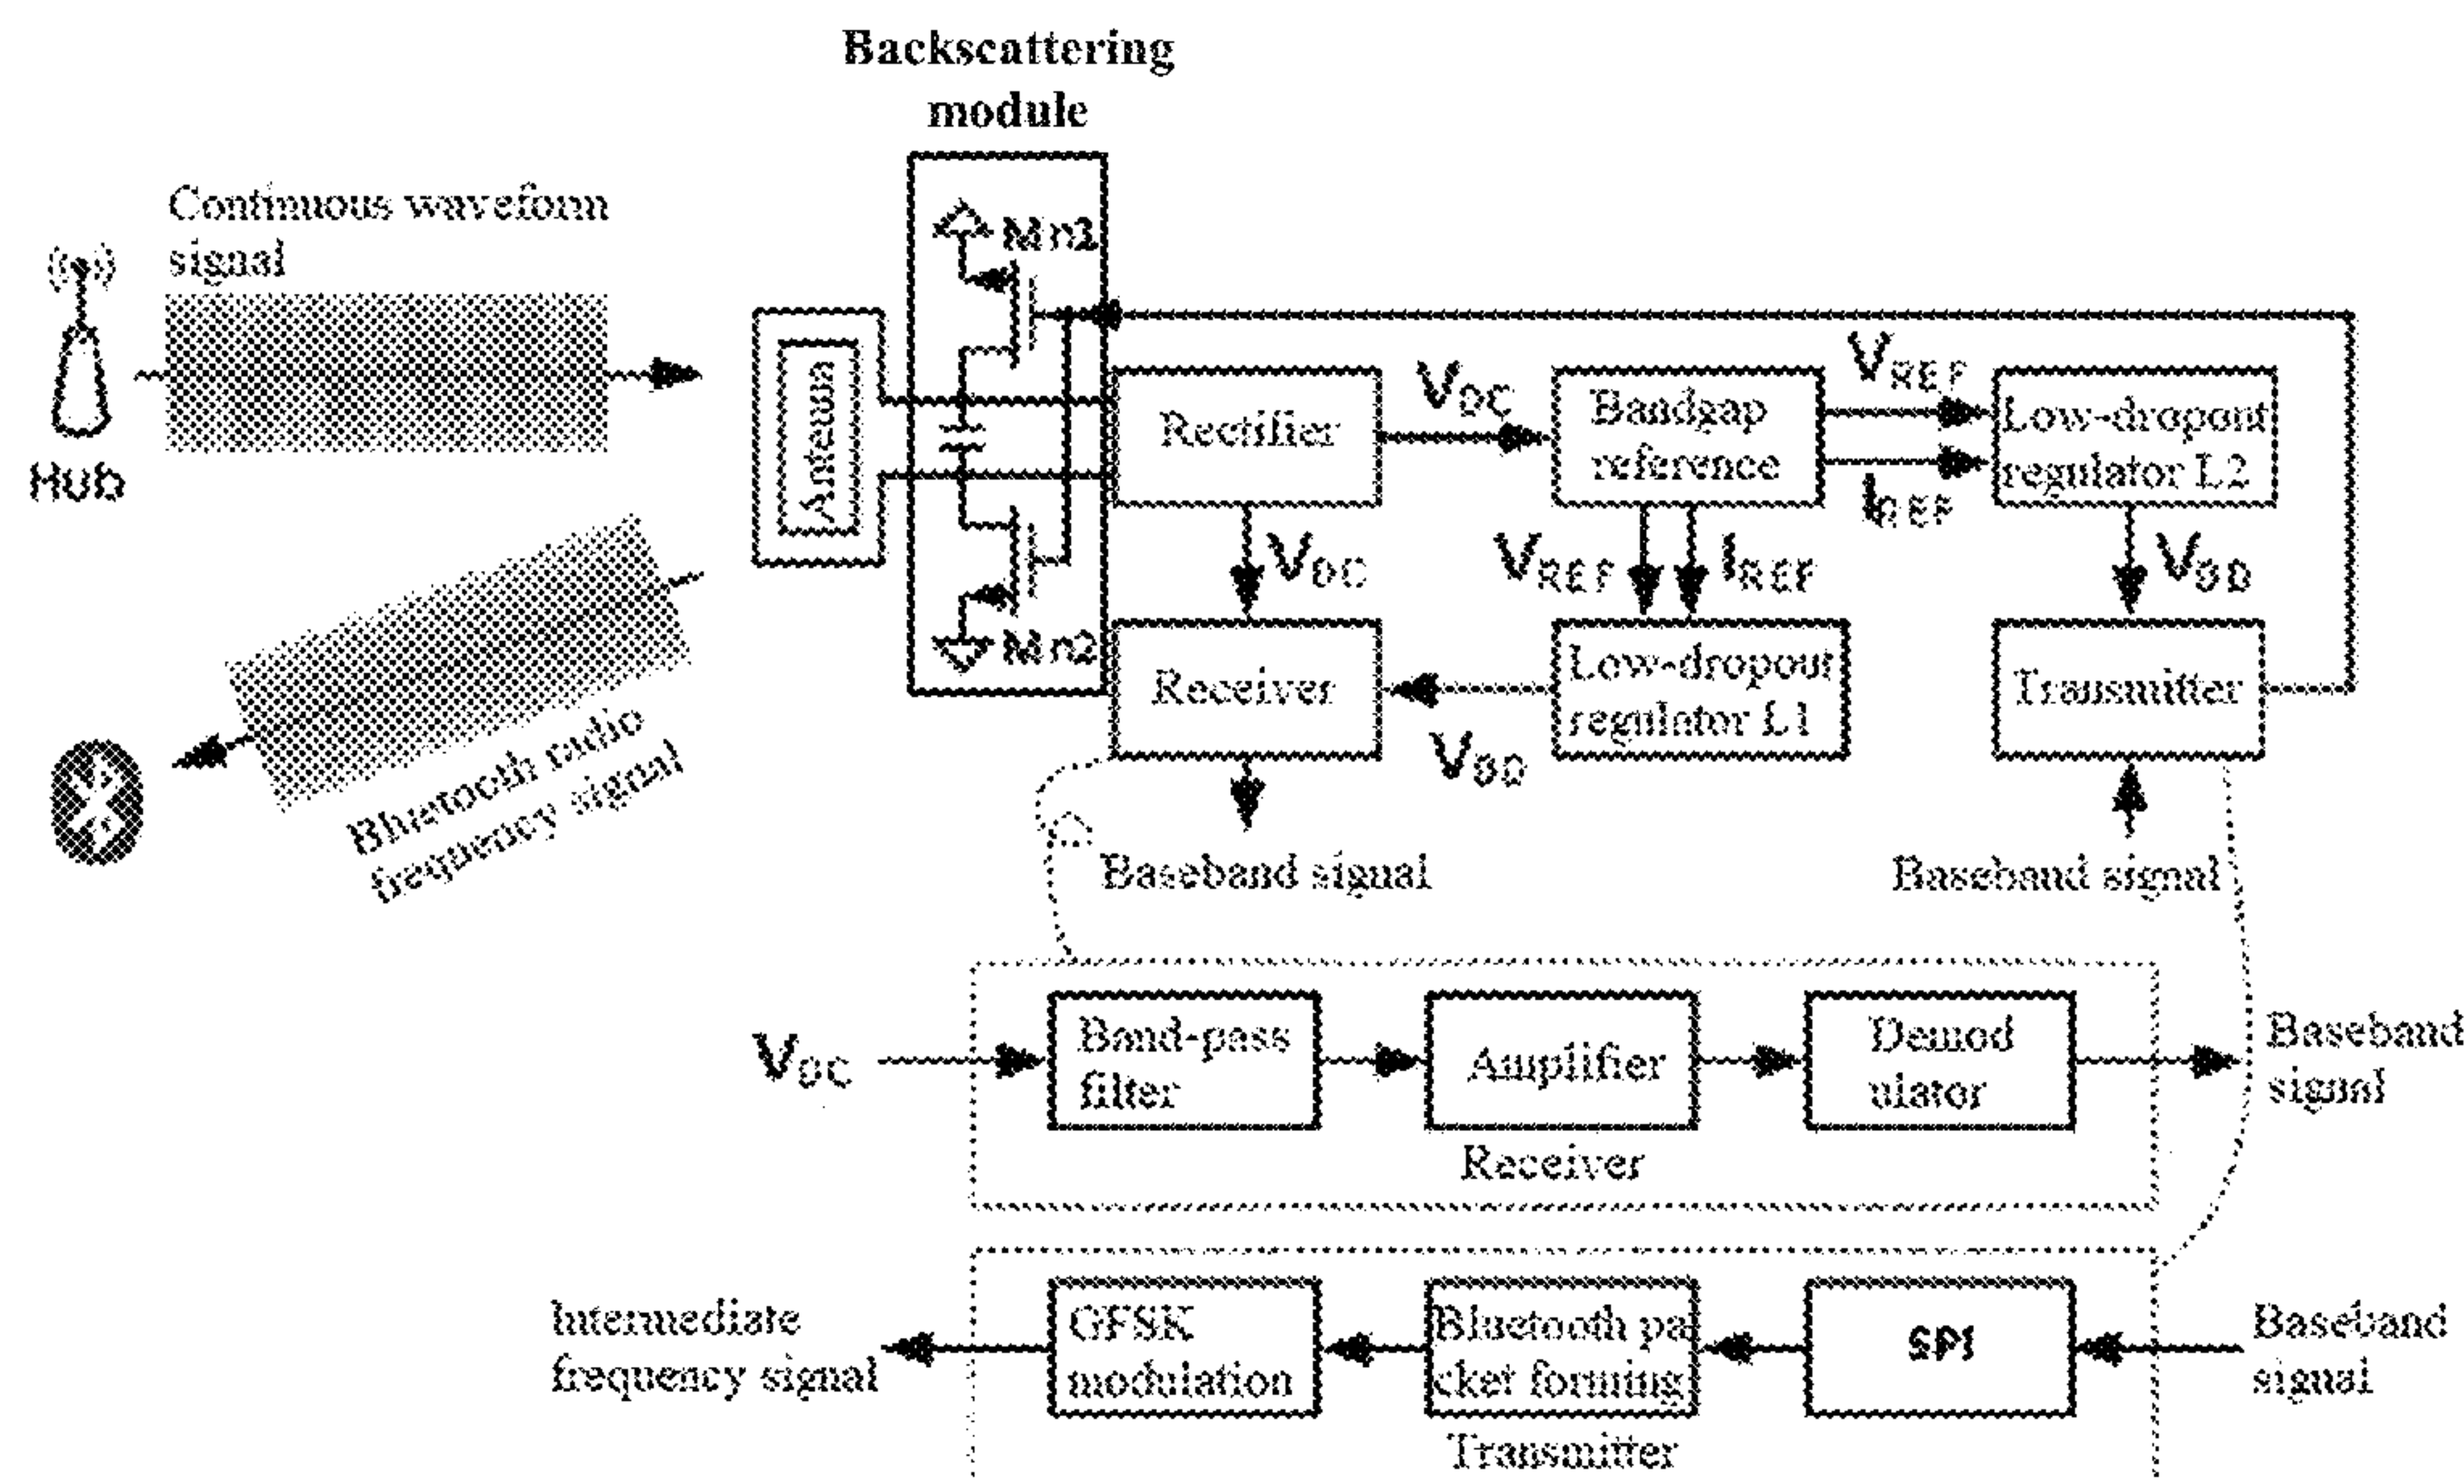 Backscattering
module
Continuous waveform
signal
Hub
Antenna
Mn2
Mn2
Rectifier
VDC
Bandgap
reference
VREF
IREF
Low-dropout
regulator L2
VDC
VREF
IREF
VDD
Receiver
VDD
Low-dropout
regulator L1
Transmitter
Bluetooth radio
frequency signal
Baseband signal
Baseband signal
VDC
Band-pass
filter
Amplifier
Demod
ulator
Baseband
signal
Receiver
Intermediate
frequency signal
GFSK
modulation
Bluetooth pa
cket forming
SPI
Baseband
signal
Transmitter